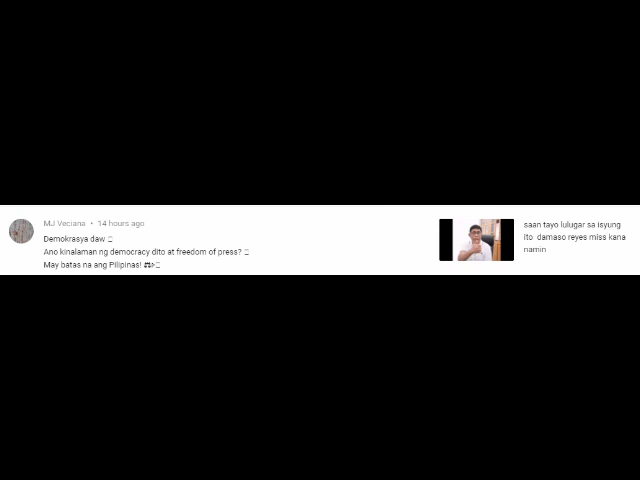 MJ Veciana • 14 hours ago
Demokrasya daw
Ano kinalaman ng democracy dito at freedom of press?
May batas na ang Pilipinas! ⚖
saan tayo lulugar sa isyung
ito damaso reyes miss kana
namin